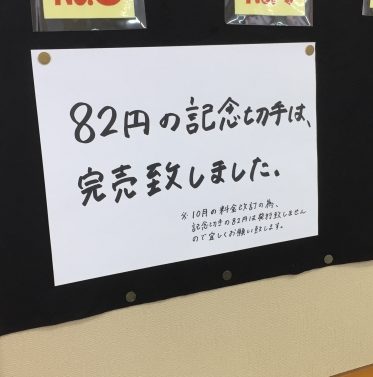 No.
82円の記念切手は、
完売致しました。
※10月の料金改訂の為、
記念切手の82円は発行致しません
ので宜しくお願い致します。